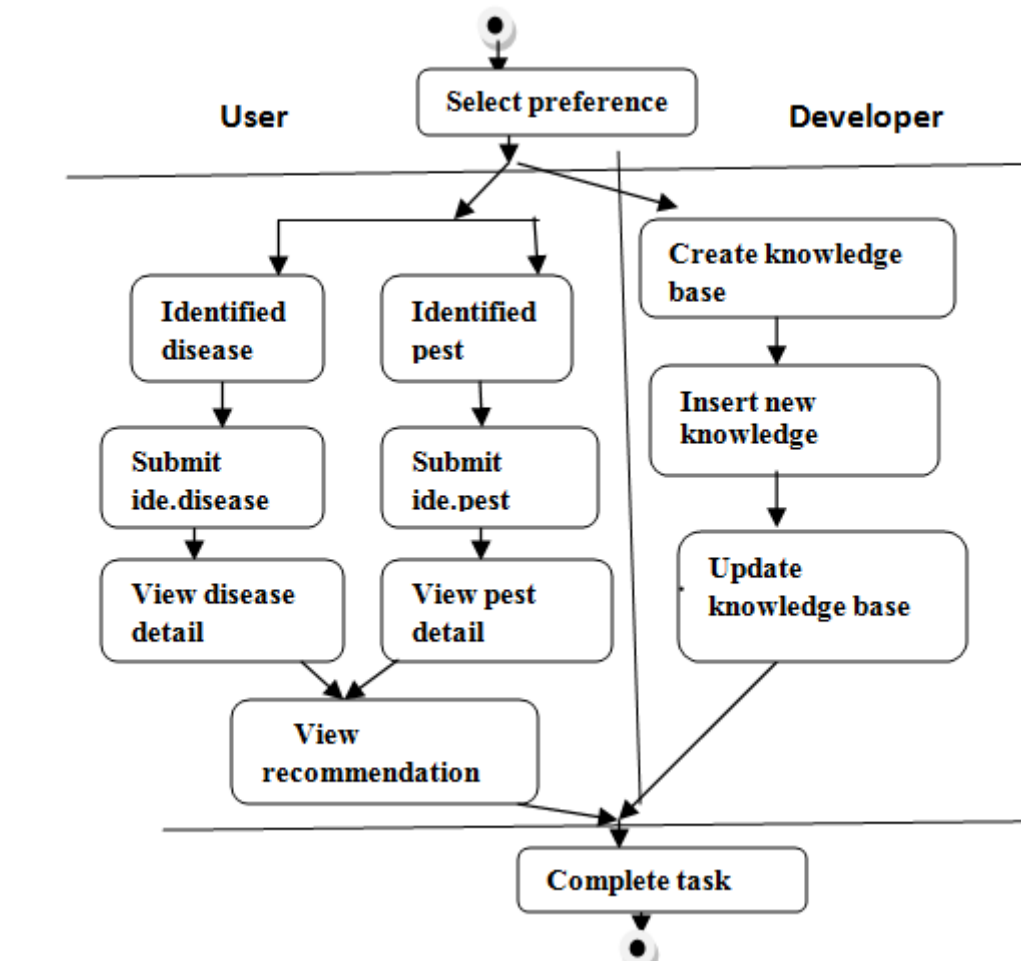 Select preference
User
Developer
Create knowledge
base
Identified
disease
Identified
pest
Insert new
knowledge
Submit
ide.disease
Submit
ide.pest
Update
knowledge base
View disease
detail
View pest
detail
View
recommendation
Complete task